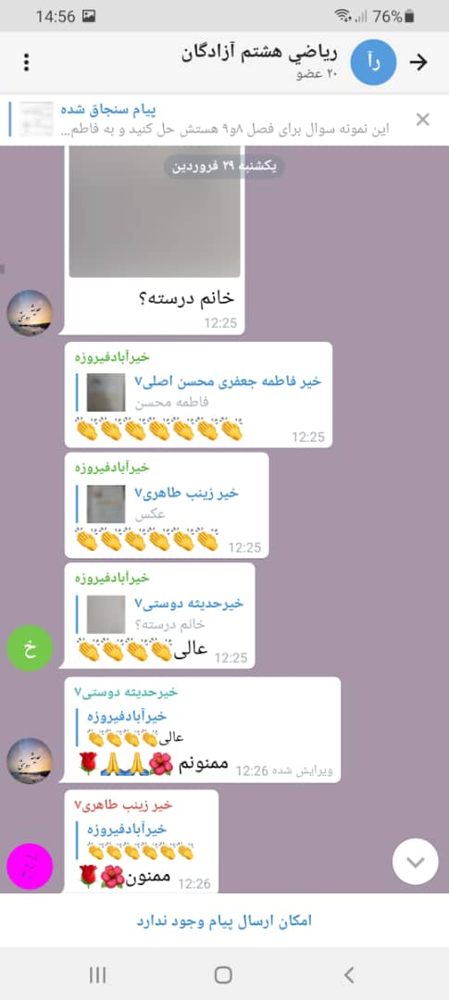 14:56
76%
ریاضي هشتم آزادگان
رآ
۲۰ عضو
پیام سنجاق شده
این نمونه سوال برای فصل ۸و۹ هستش حل کنید و به فاطم...
یکشنبه ۲۹ فروردین
خانم درسته؟
12:25
خیرآبادفیروزه
خیر فاطمه جعفری محسن اصلی۷
فاطمه محسن
👏👏👏👏👏👏👏
12:25
خیرآبادفیروزه
خیر زینب طاهری۷
عکس
👏👏👏👏👏👏
12:25
خیرآبادفیروزه
خیرحدیثه دوستی۷
خانم درسته؟
عالی👏👏👏👏
12:25
خ
خیرحدیثه دوستی۷
خیرآبادفیروزه
عالی👏👏👏👏
ممنونم 🌺🙏🙏🌹
ویرایش شده 12:26
خیر زینب طاهری۷
خیرآبادفیروزه
👏👏👏👏👏👏
ممنون🌺🌹
12:26
امکان ارسال پیام وجود ندارد